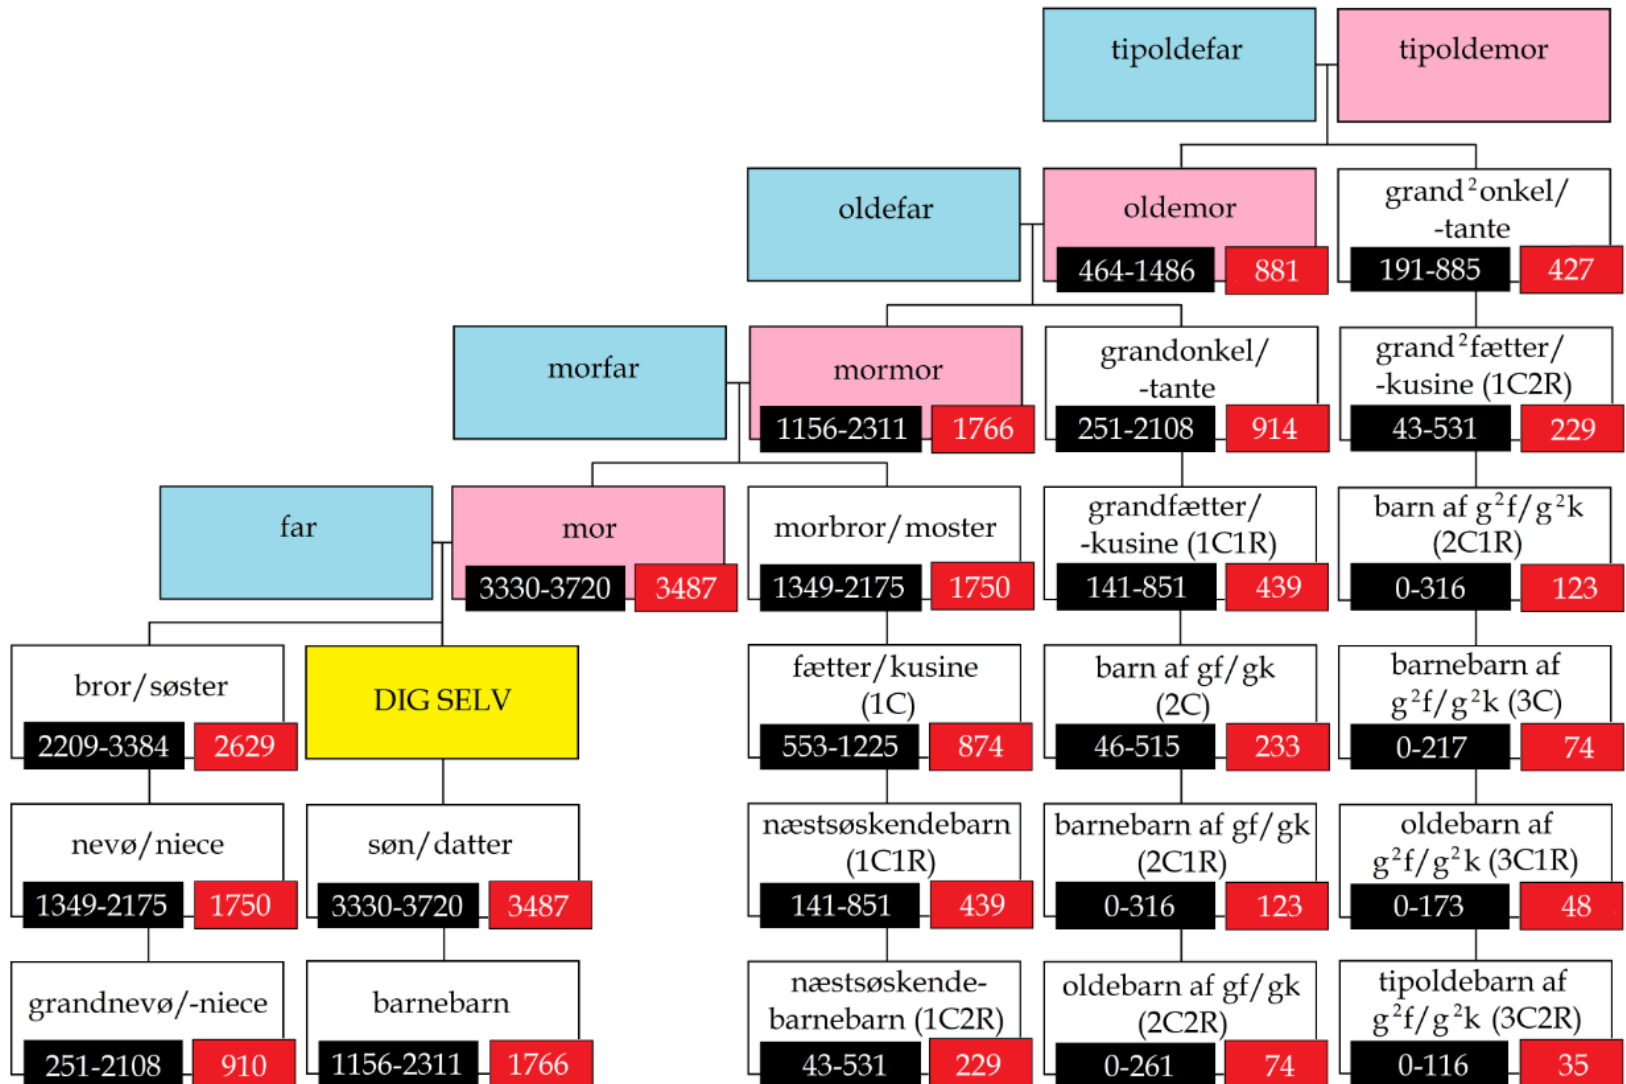 tipoldefar
tipoldemor
oldefar
oldemor
464-1486 881
grand²onkel/
-tante
191-885 427
morfar
mormor
1156-2311 1766
grandonkel/
-tante
251-2108 914
grand²fætter/
-kusine (1C2R)
43-531 229
far
mor
3330-3720 3487
morbror/moster
1349-2175 1750
grandfætter/
-kusine (1C1R)
141-851 439
barn af g²f/g²k
(2C1R)
0-316 123
bror/søster
2209-3384 2629
DIG SELV
fætter/kusine
(1C)
553-1225 874
barn af gf/gk
(2C)
46-515 233
barnebarn af
g²f/g²k (3C)
0-217 74
nevø/niece
1349-2175 1750
søn/datter
3330-3720 3487
næstsøskendebarn
(1C1R)
141-851 439
barnebarn af gf/gk
(2C1R)
0-316 123
oldebarn af
g²f/g²k (3C1R)
0-173 48
grandnevø/-niece
251-2108 910
barnebarn
1156-2311 1766
næstsøskende-
barnebarn (1C2R)
43-531 229
oldebarn af gf/gk
(2C2R)
0-261 74
tipoldebarn af
g²f/g²k (3C2R)
0-116 35